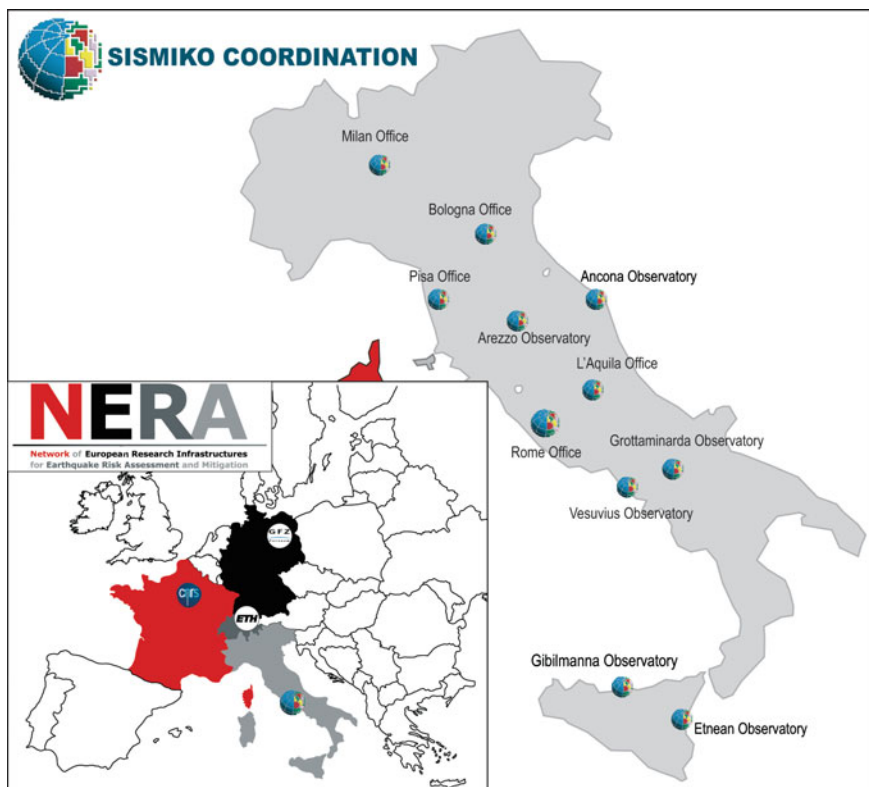 SISMIKO COORDINATION
Milan Office
Bologna Office
Pisa Office
Ancona Observatory
Arezzo Observatory
L'Aquila Office
Rome Office
Grottaminarda Observatory
Vesuvius Observatory
Gibilmanna Observatory
Etnean Observatory
NERA
Network of European Research Infrastructures
for Earthquake Risk Assessment and Mitigation
GFZ
cnrs
ETH